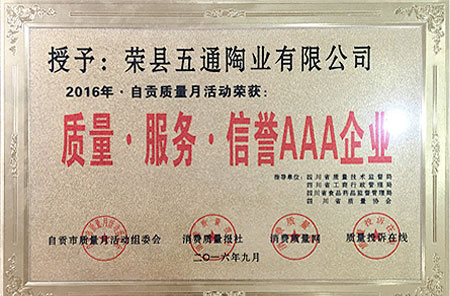 授予：荣县五通陶业有限公司
2016年·自贡质量月活动荣获：
质量·服务·信誉AAA企业
指导单位：四川省质量技术监督局
四川省工商行政管理局
四川省食品药品监督管理局
四川省质量协会
自贡市质量月活动组委会 消费质量报社 消费质量网 质量投诉在线
二〇一六年九月